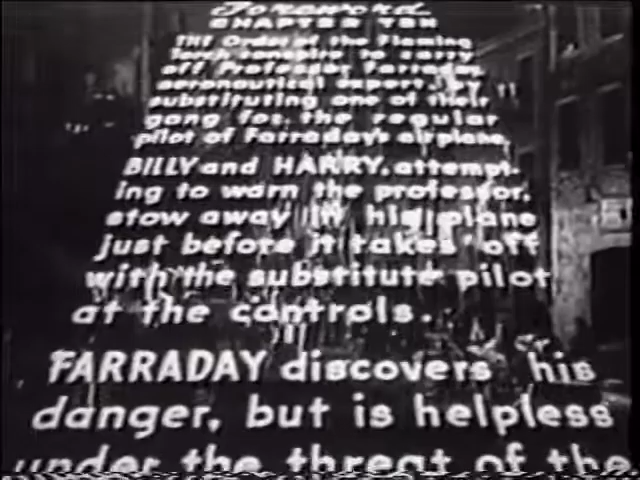 Foreword
CHAPTER TEN
THE Order of the Flaming
Torch conspire to carry
off Professor Farraday,
aeronautical expert, by
substituting one of their
gang for the regular
pilot of Farraday's airplane.
BILLY and HARRY, attempt-
ing to warn the professor,
stow away in his plane
just before it takes off
with the substitute pilot
at the controls.
FARRADAY discovers his
danger, but is helpless
under the threat of the